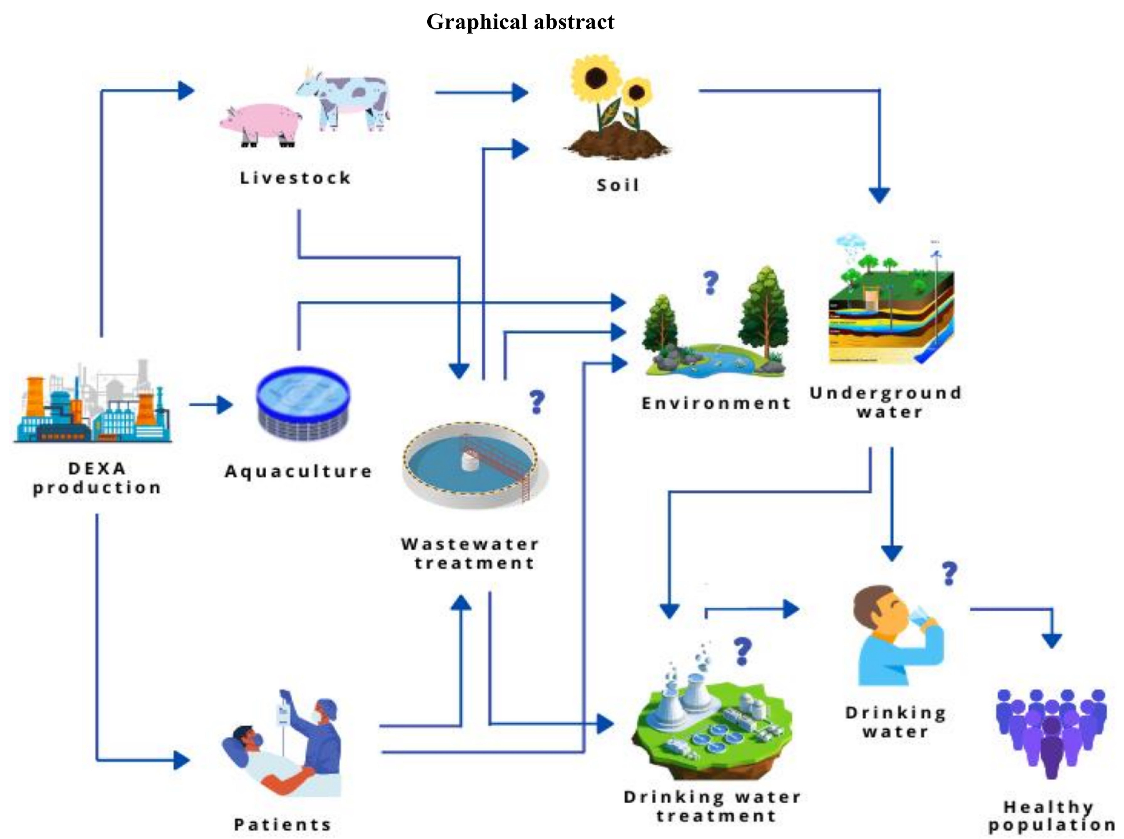 Graphical abstract
Livestock
Soil
?
Environment
Underground
water
DEXA
production
Aquaculture
?
Wastewater
treatment
?
Drinking
water
?
Drinking water
treatment
Patients
Healthy
population